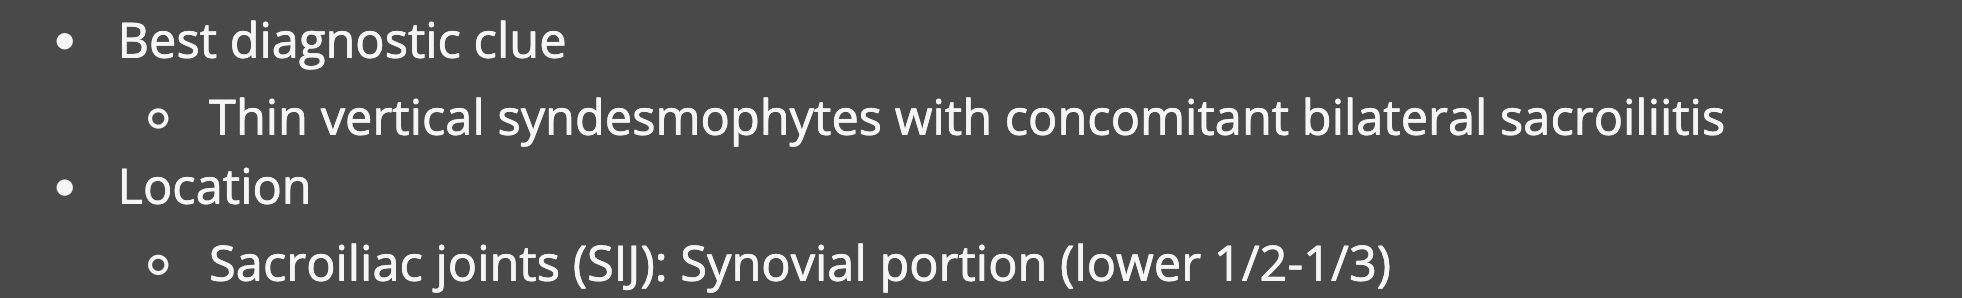 • Best diagnostic clue
○ Thin vertical syndesmophytes with concomitant bilateral sacroiliitis
• Location
○ Sacroiliac joints (SIJ): Synovial portion (lower 1/2-1/3)